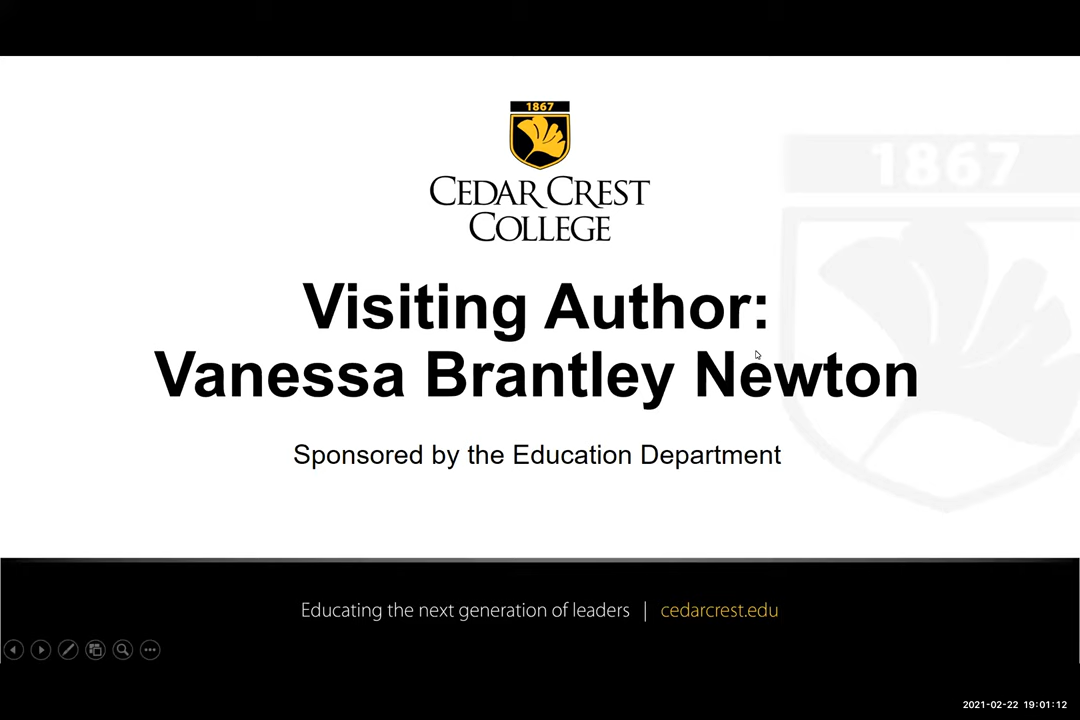 1867
CEDAR CREST
COLLEGE
1867
Visiting Author:
Vanessa Brantley Newton
Sponsored by the Education Department
Educating the next generation of leaders | cedarcrest.edu
2021-02-22 19:01:12